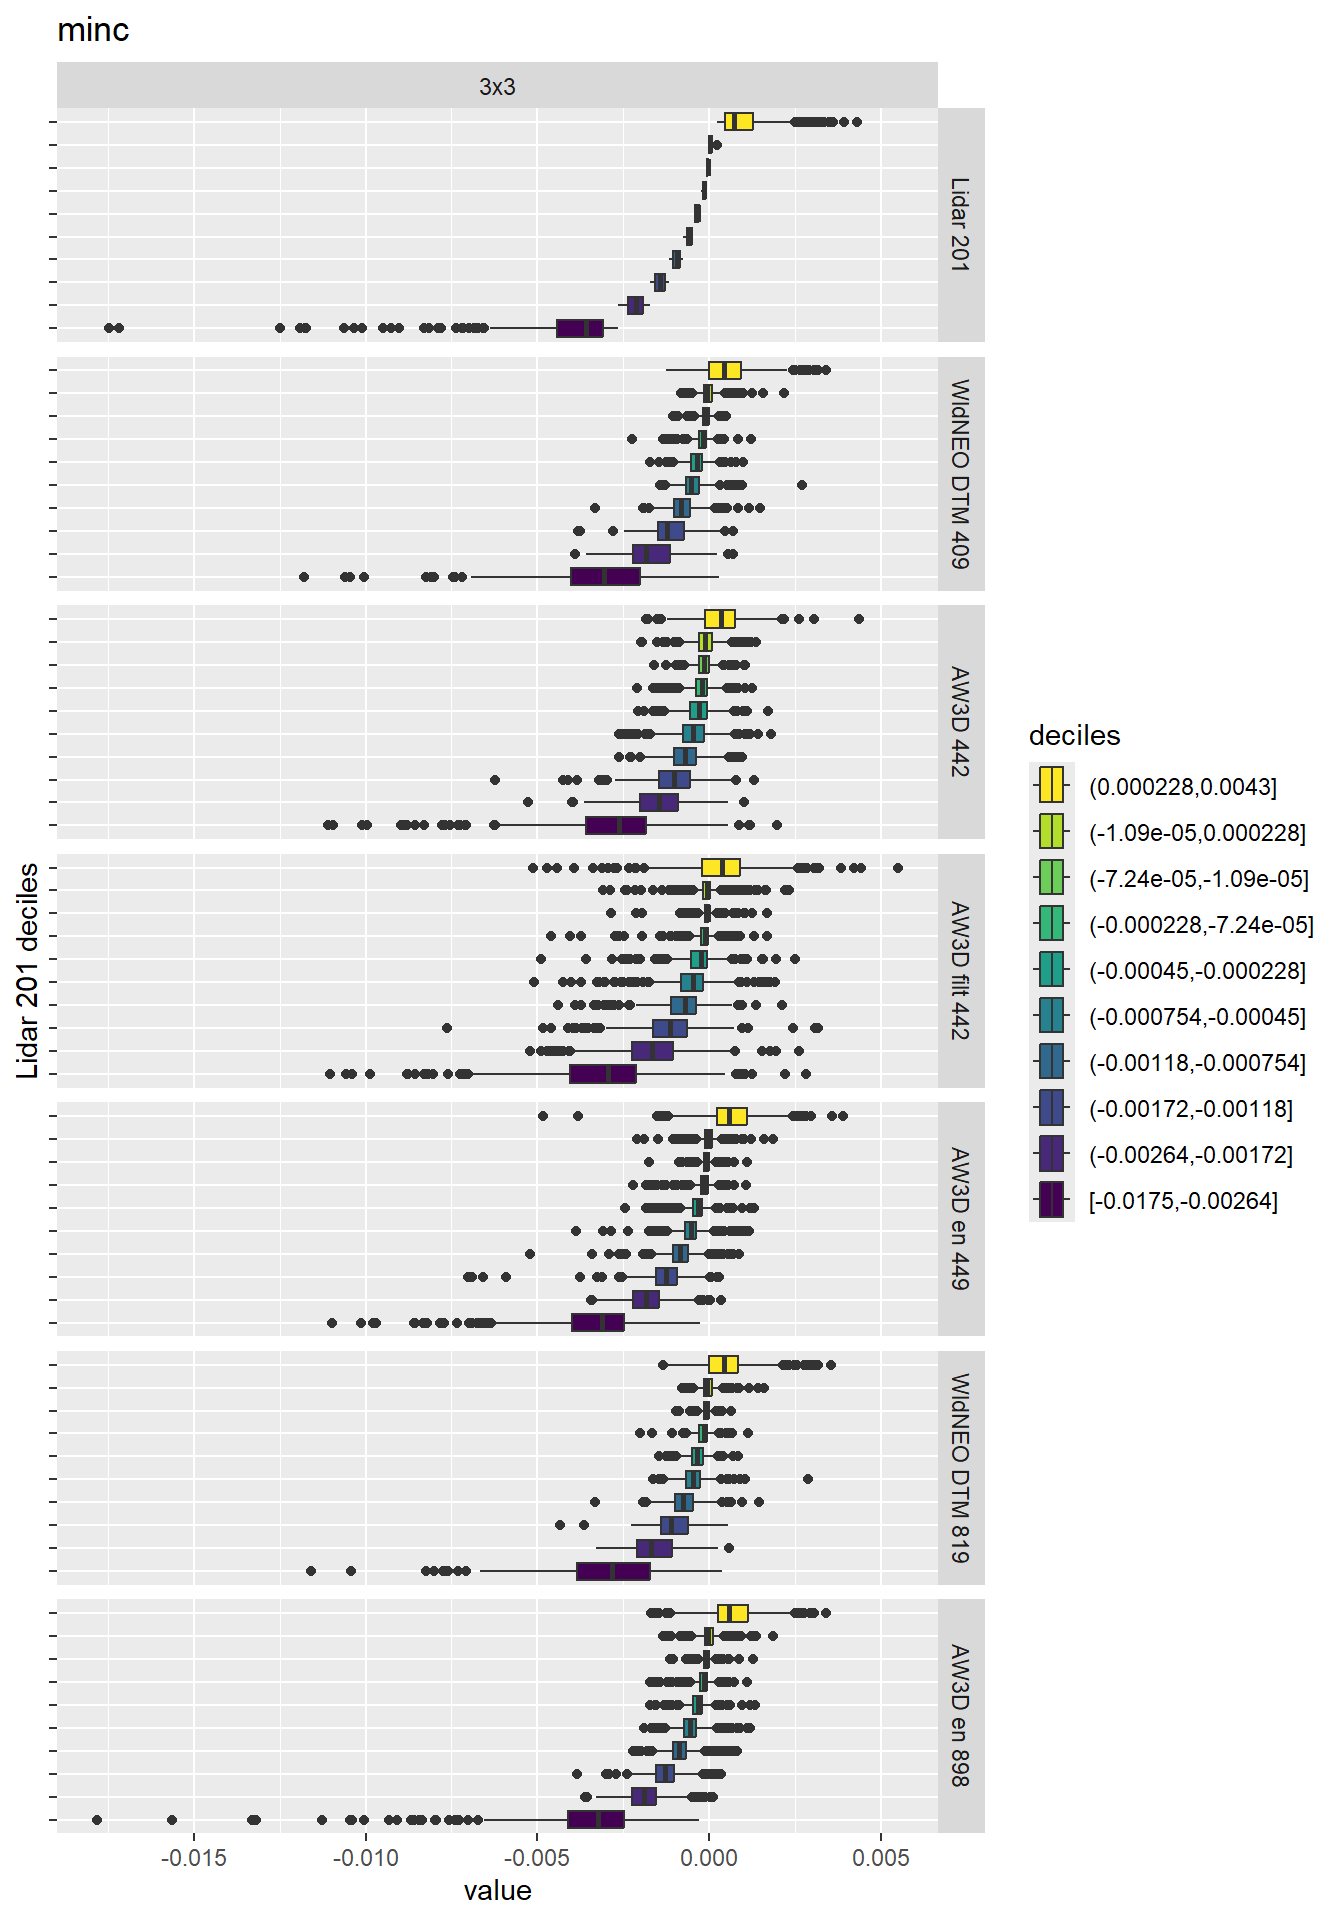 minc
3x3
Lidar 201
WldNEO DTM 409
AW3D 442
AW3D filt 442
AW3D en 449
WldNEO DTM 819
AW3D en 898
Lidar 201 deciles
-0.015
-0.010
-0.005
0.000
0.005
value
deciles
(0.000228,0.0043]
(-1.09e-05,0.000228]
(-7.24e-05,-1.09e-05]
(-0.000228,-7.24e-05]
(-0.00045,-0.000228]
(-0.000754,-0.00045]
(-0.00118,-0.000754]
(-0.00172,-0.00118]
(-0.00264,-0.00172]
[-0.0175,-0.00264]